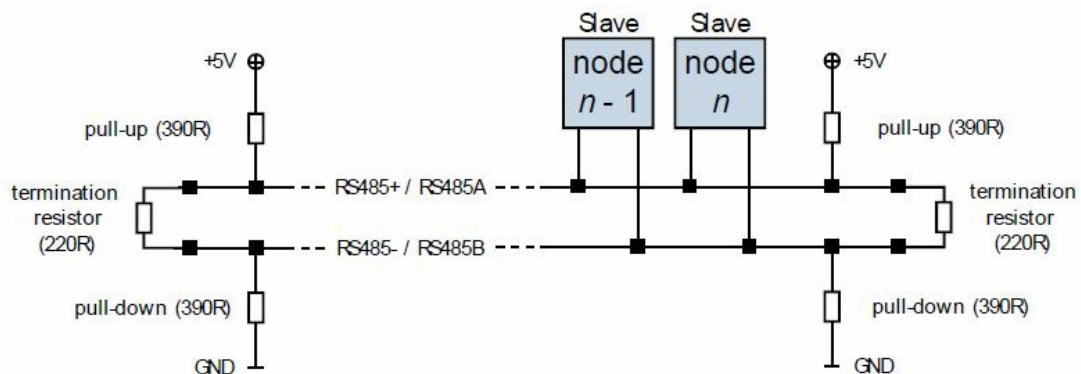 Slave
Slave
+5V
node
n - 1
node
n
+5V
pull-up (390R)
pull-up (390R)
termination
resistor
(220R)
RS485+ / RS485A
termination
resistor
(220R)
RS485- / RS485B
pull-down (390R)
pull-down (390R)
GND
GND